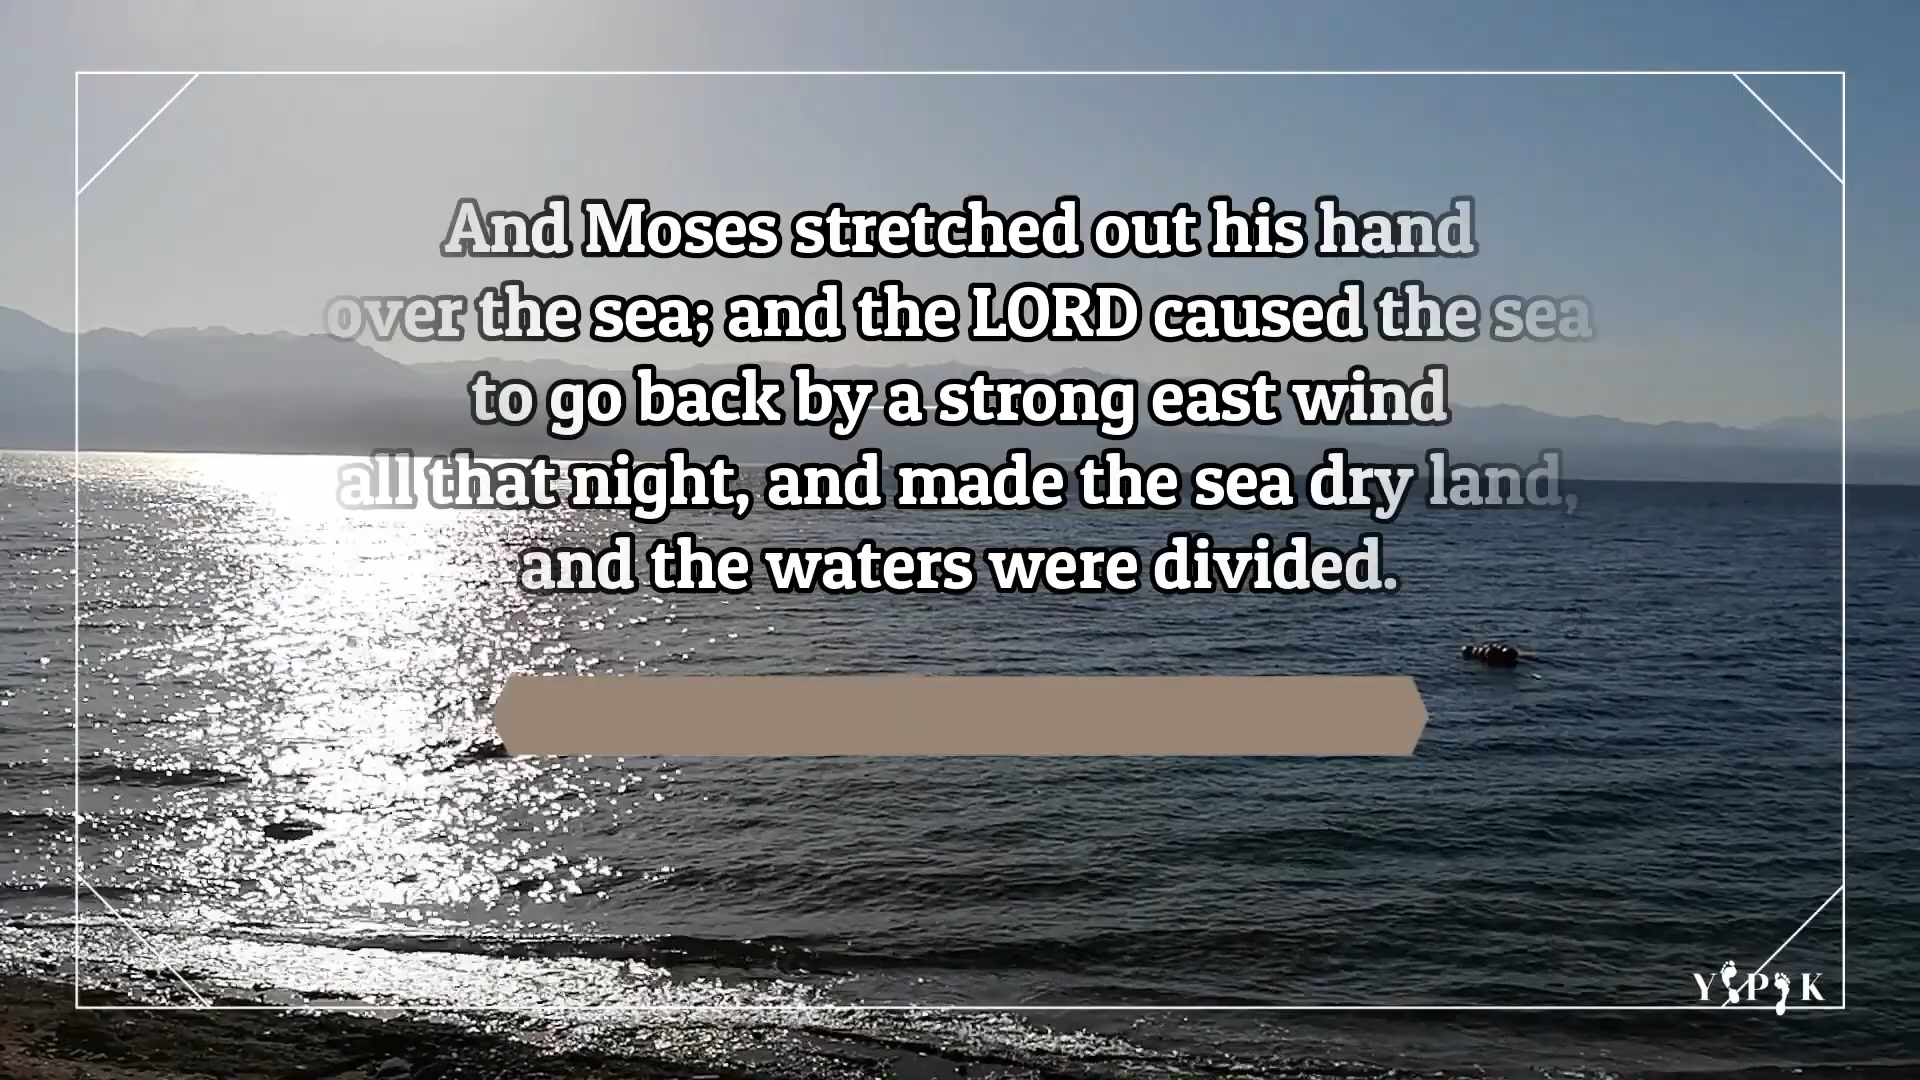 And Moses stretched out his hand
over the sea; and the LORD caused the sea
to go back by a strong east wind
all that night, and made the sea dry land,
and the waters were divided.
Y P K